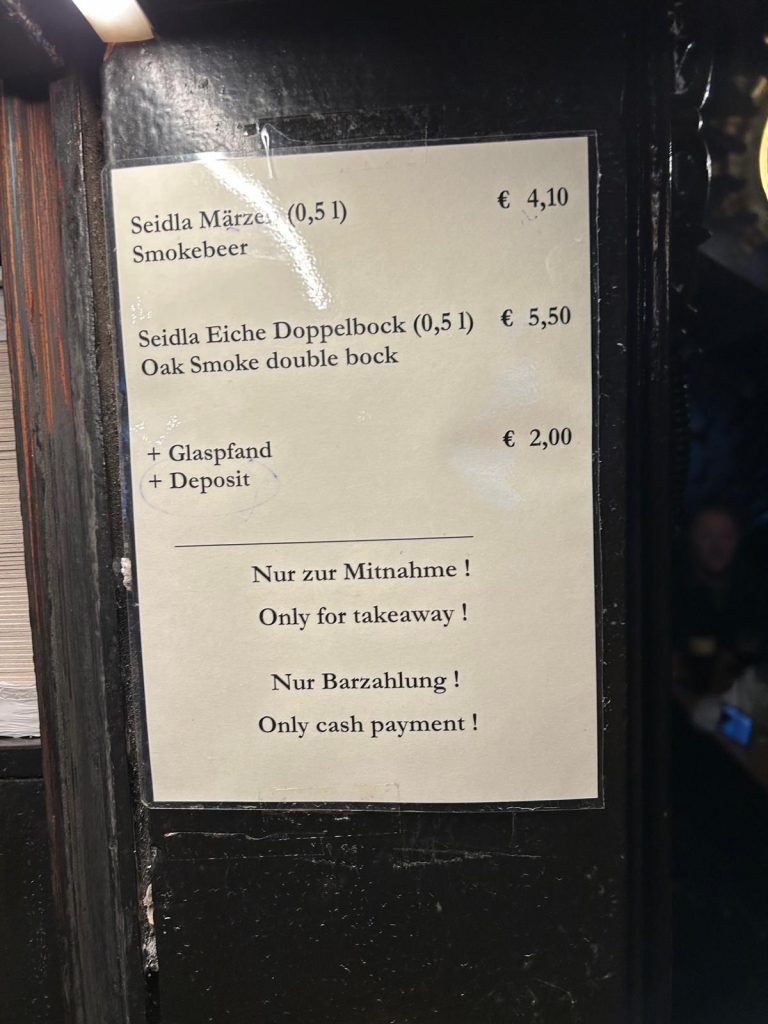 Seidla Märzen (0,5 l) € 4,10
Smokebeer
Seidla Eiche Doppelbock (0,5 l) € 5,50
Oak Smoke double bock
+ Glaspfand € 2,00
+ Deposit
Nur zur Mitnahme !
Only for takeaway !
Nur Barzahlung !
Only cash payment !